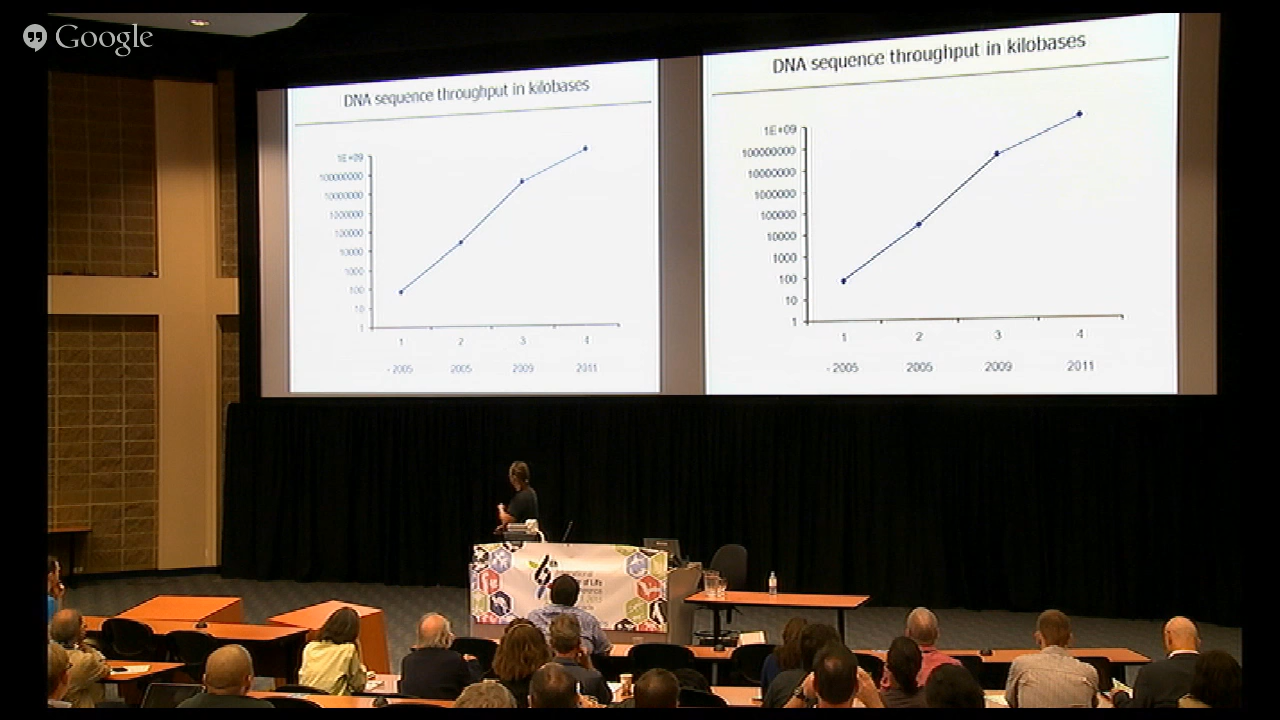 Google
DNA sequence throughput in kilobases
1E+09
100000000
10000000
1000000
100000
10000
1000
100
10
1
1 2 3 4
- 2005 2005 2009 2011
DNA sequence throughput in kilobases
1E+09
100000000
10000000
1000000
100000
10000
1000
100
10
1
1 2 3 4
- 2005 2005 2009 2011
of Life